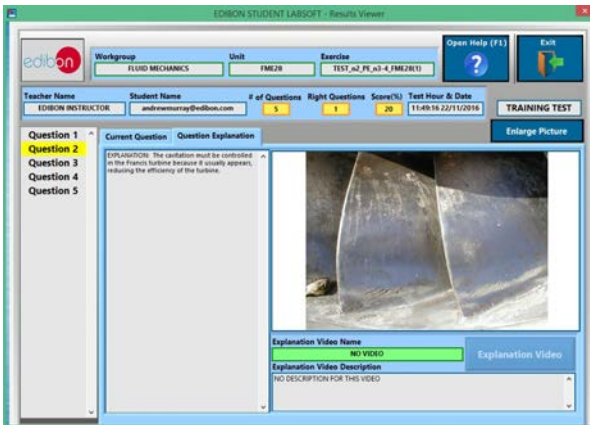 EDIBON STUDENT LABSOFT - Results Viewer
edibon
Workgroup
FLUID MECHANICS
Unit
FME28
Exercise
TEST_n2_PE_n3-4_FME28(1)
Open Help (F1)
?
Exit
Teacher Name
EDIBON INSTRUCTOR
Student Name
andrewmurray@edibon.com
# of Questions
5
Right Questions
1
Score(%)
20
Test Hour & Date
11:49:16 22/11/2016
TRAINING TEST
Enlarge Picture
Question 1
Question 2
Question 3
Question 4
Question 5
Current Question
Question Explanation
EXPLANATION: The cavitation must be controlled
in the Francis turbine because it usually appears,
reducing the efficiency of the turbine.
Explanation Video Name
NO VIDEO
Explanation Video
Explanation Video Description
NO DESCRIPTION FOR THIS VIDEO